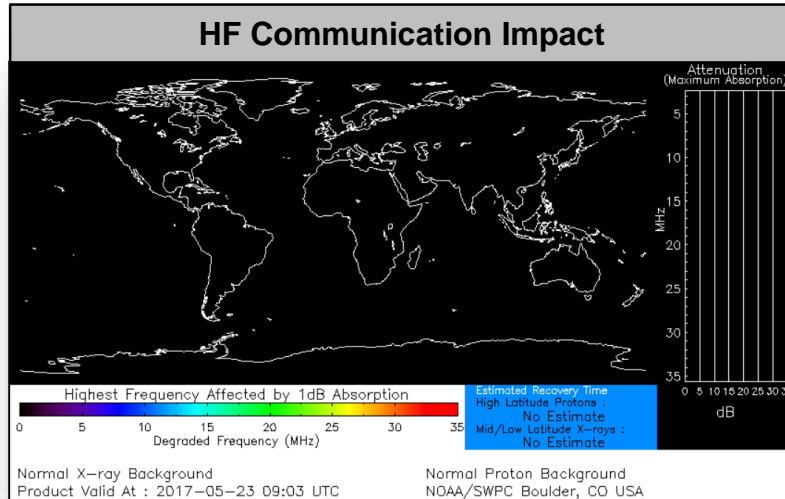 HF Communication Impact
Attenuation
(Maximum Absorption)
5
10
15
MHz
20
25
30
35
0 5 10 15 20 25 30 3
dB
Highest Frequency Affected by 1dB Absorption
0 5 10 15 20 25 30 35
Degraded Frequency (MHz)
Estimated Recovery Time
High Latitude Protons :
No Estimate
Mid/Low Latitude X-rays :
No Estimate
Normal X-ray Background
Product Valid At : 2017-05-23 09:03 UTC
Normal Proton Background
NOAA/SWPC Boulder, CO USA